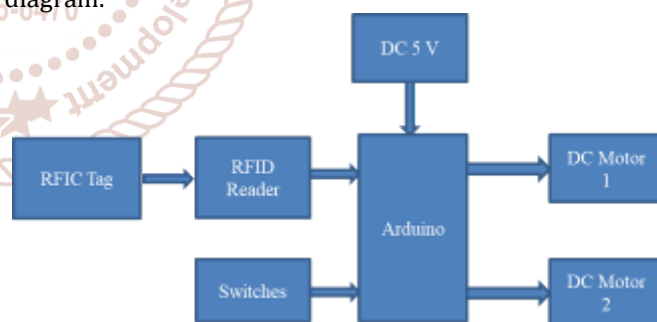 diagram.
DC 5 V
RFIC Tag
RFID
Reader
Arduino
DC Motor
1
Switches
DC Motor
2